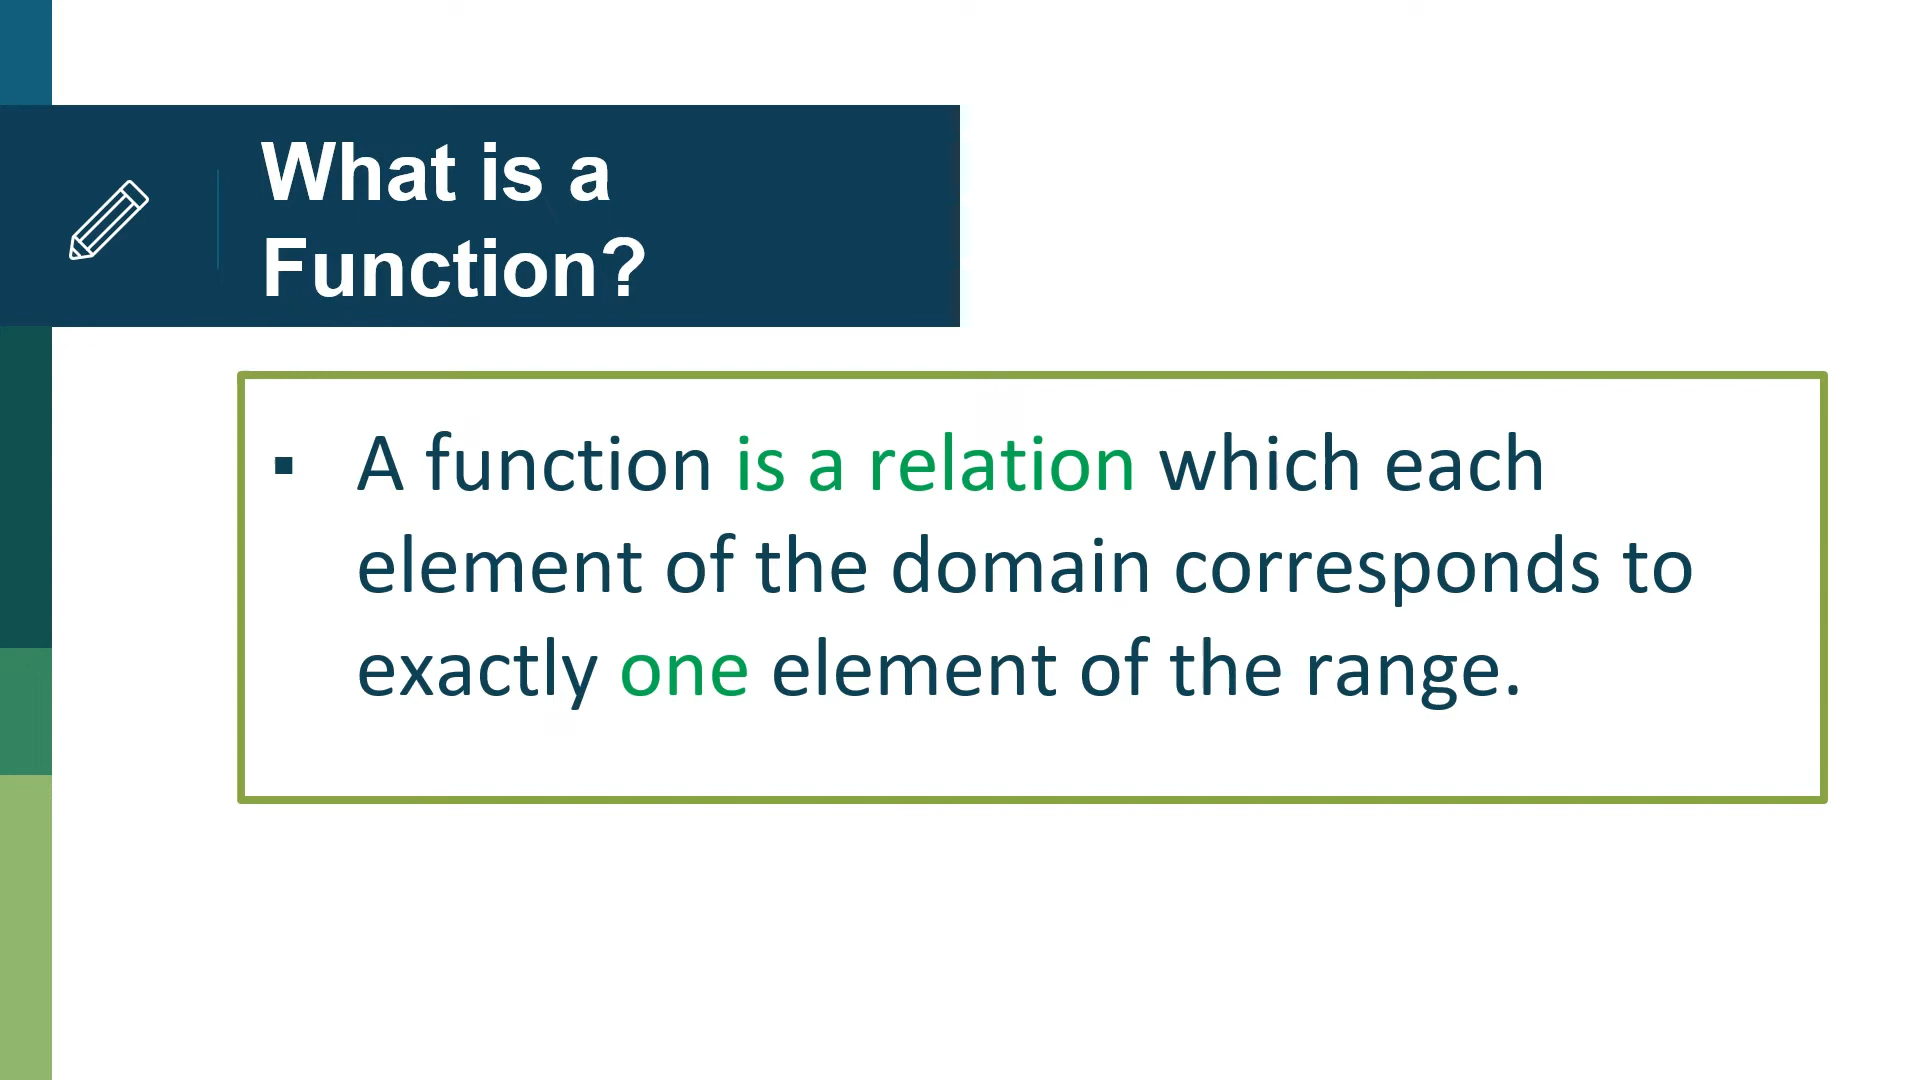 What is a
Function?
▪ A function is a relation which each
element of the domain corresponds to
exactly one element of the range.